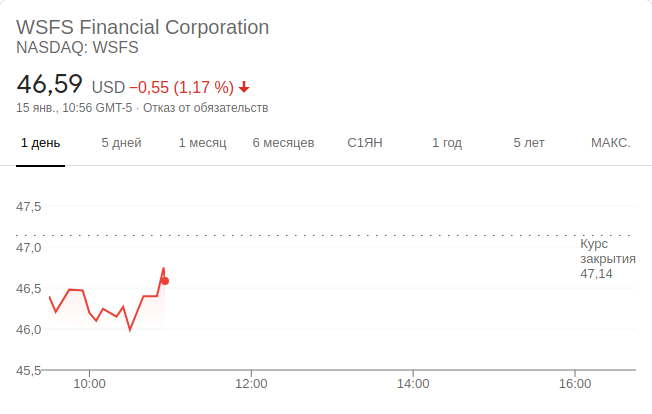 WSFS Financial Corporation
NASDAQ: WSFS
46,59 USD −0,55 (1,17 %)
15 янв., 10:56 GMT-5 · Отказ от обязательств
1 день 5 дней 1 месяц 6 месяцев С1ЯН 1 год 5 лет МАКС.
47,5
47,0
46,5
46,0
45,5
Курс
закрытия
47,14
10:00 12:00 14:00 16:00